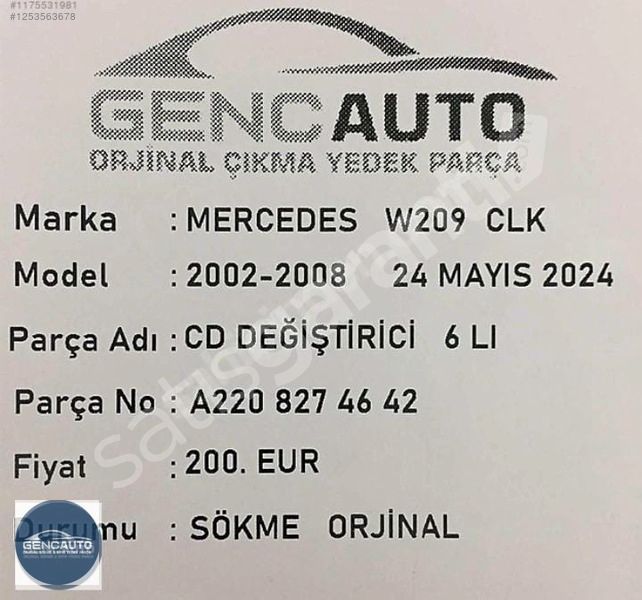 #1175531981
#1253563678
GENCAUTO
ORJİNAL ÇIKMA YEDEK PARÇA
Marka : MERCEDES W209 CLK
Model : 2002-2008 24 MAYIS 2024
Parça Adı : CD DEĞİŞTİRİCİ 6 LI
Parça No : A220 827 46 42
Fiyat : 200. EUR
Durumu : SÖKME ORJİNAL
GENCAUTO
satışgaranti